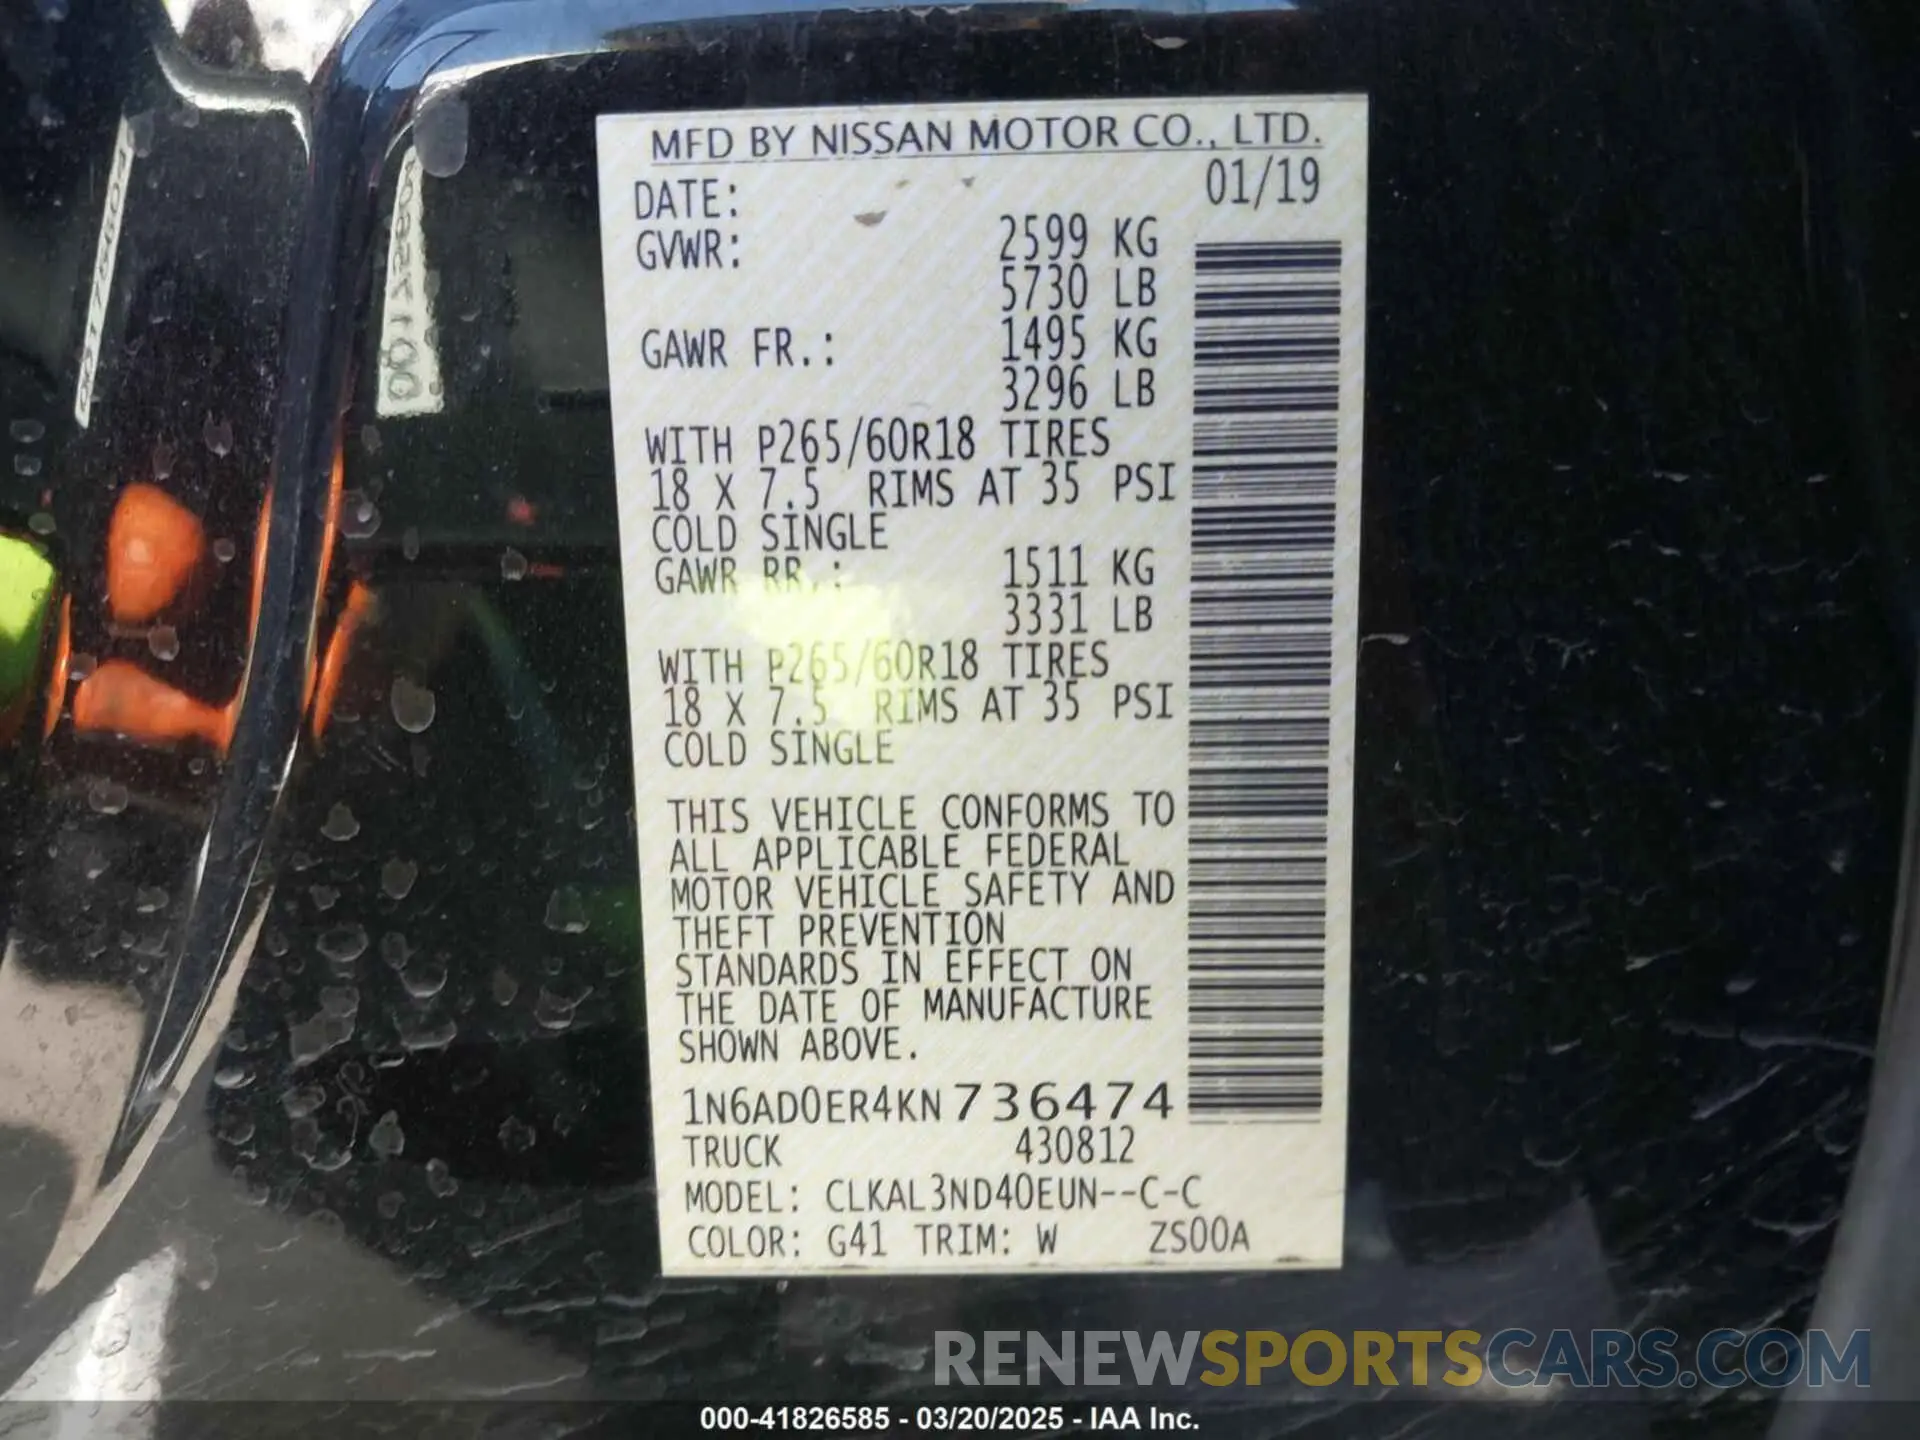 MFD BY NISSAN MOTOR CO., LTD.
DATE: 01/19
GVWR: 2599 KG
5730 LB
GAWR FR.: 1495 KG
3296 LB
WITH P265/60R18 TIRES
18 X 7.5 RIMS AT 35 PSI
COLD SINGLE
GAWR RR.: 1511 KG
3331 LB
WITH P265/60R18 TIRES
18 X 7.5 RIMS AT 35 PSI
COLD SINGLE
THIS VEHICLE CONFORMS TO
ALL APPLICABLE FEDERAL
MOTOR VEHICLE SAFETY AND
THEFT PREVENTION
STANDARDS IN EFFECT ON
THE DATE OF MANUFACTURE
SHOWN ABOVE.
1N6AD0ER4KN736474
TRUCK 430812
MODEL: CLKAL3ND40EUN--C-C
COLOR: G41 TRIM: W ZS00A
RENEWSPORTSCARS.COM
000-41826585 - 03/20/2025 - IAA Inc.